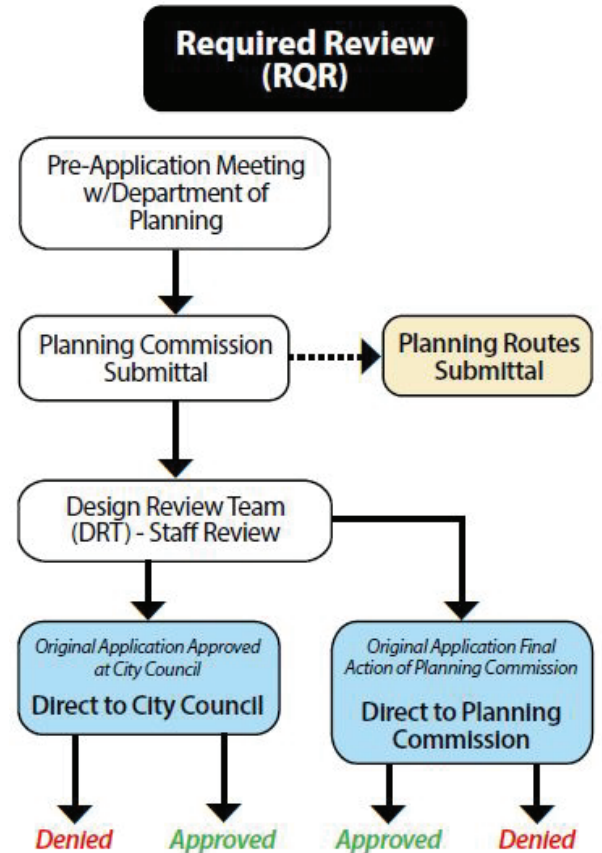 Required Review
(RQR)
Pre-Application Meeting
w/Department of
Planning
Planning Commission
Submittal
Planning Routes
Submittal
Design Review Team
(DRT) - Staff Review
Original Application Approved
at City Council
Direct to City Council
Original Application Final
Action of Planning Commission
Direct to Planning
Commission
Denied
Approved
Approved
Denied